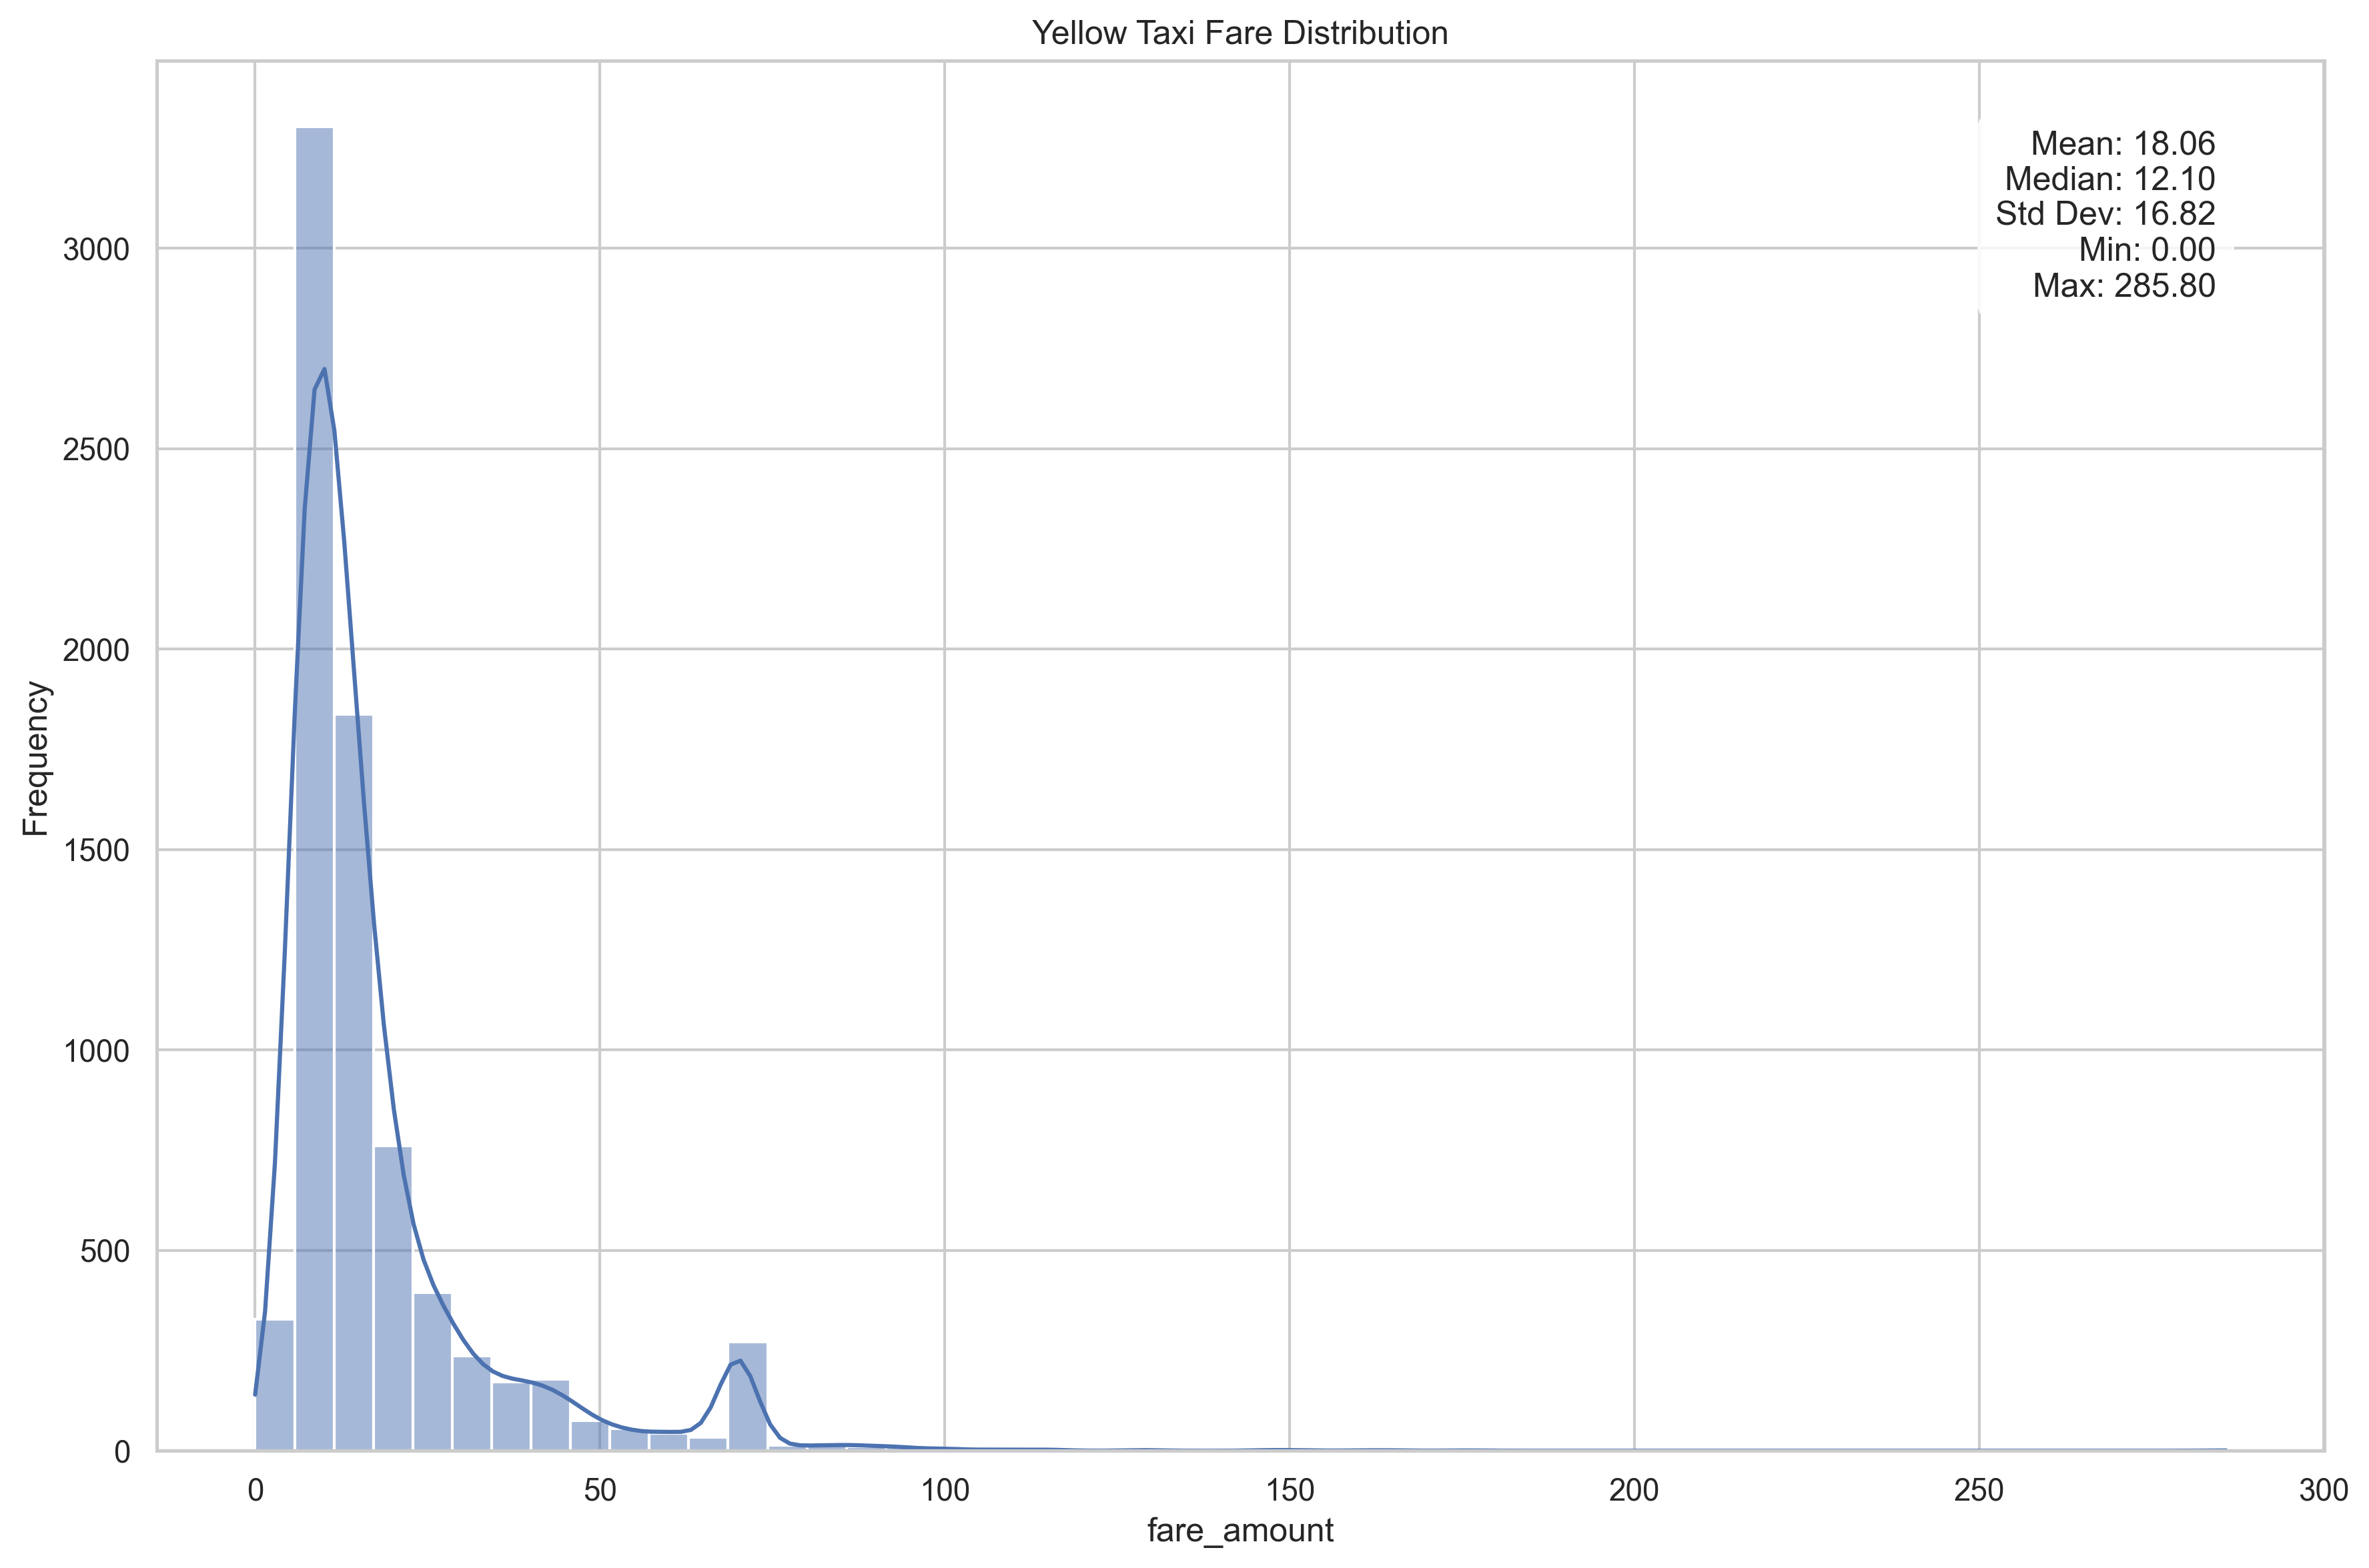 Yellow Taxi Fare Distribution
Mean: 18.06
Median: 12.10
Std Dev: 16.82
Min: 0.00
Max: 285.80
Frequency
3000
2500
2000
1500
1000
500
0
0 50 100 150 200 250 300
fare_amount